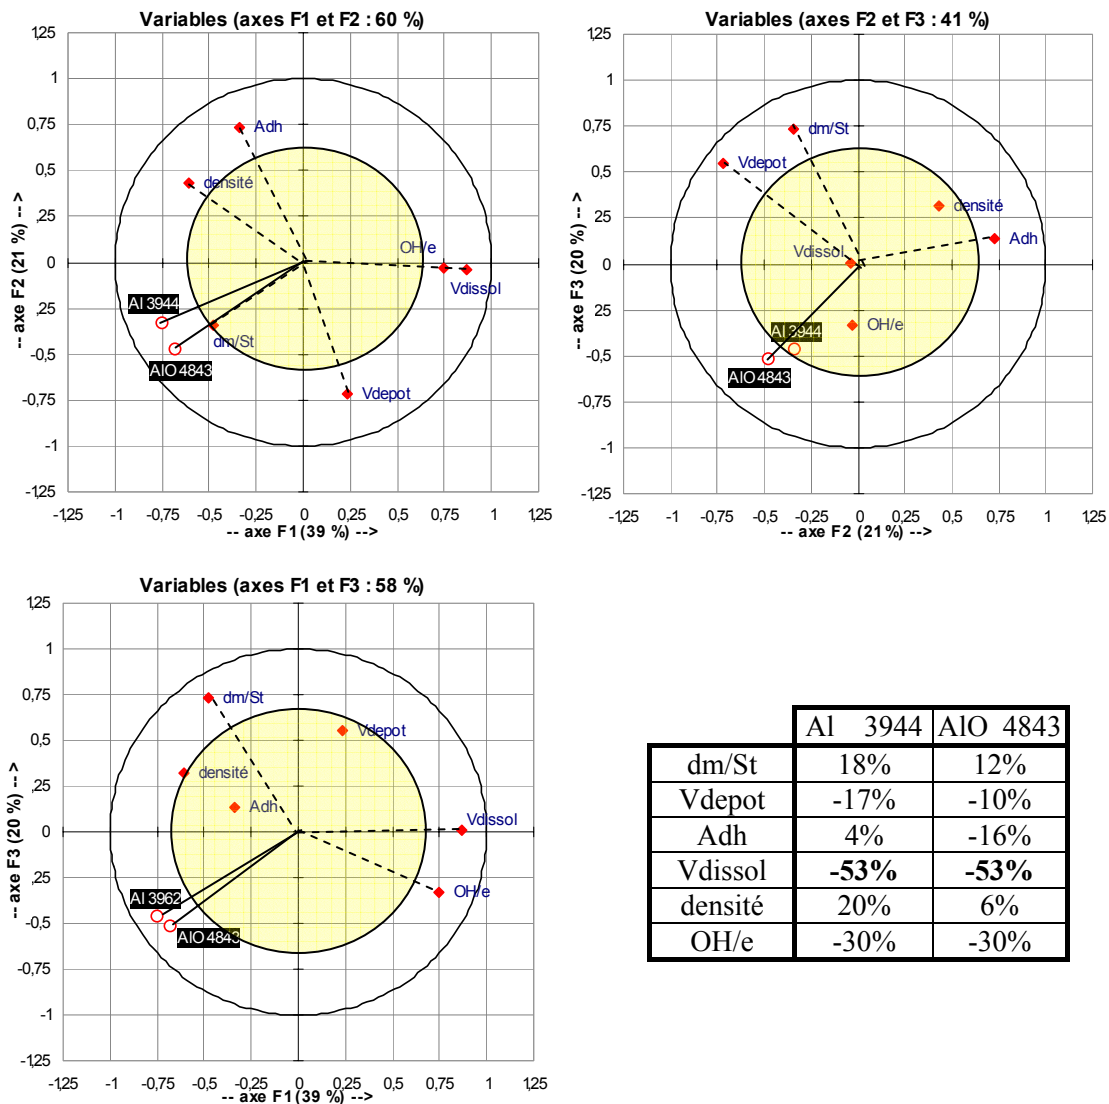 Variables (axes F1 et F2 : 60 %)
1,25
1
0,75
0,5
0,25
0
-0,25
-0,5
-0,75
-1
-1,25
-- axe F2 (21 %) -->
Adh
densité
OH/e
Vdissol
Al 3944
dm/St
AlO 4843
Vdepot
-1,25 -1 -0,75 -0,5 -0,25 0 0,25 0,5 0,75 1 1,25
-- axe F1 (39 %) -->
Variables (axes F2 et F3 : 41 %)
1,25
1
0,75
0,5
0,25
0
-0,25
-0,5
-0,75
-1
-1,25
-- axe F3 (20 %) -->
dm/St
Vdepot
densité
Adh
Vdissol
OH/e
Al 3944
AlO 4843
-1,25 -1 -0,75 -0,5 -0,25 0 0,25 0,5 0,75 1 1,25
-- axe F2 (21%) -->
Variables (axes F1 et F3 : 58 %)
1,25
1
0,75
0,5
0,25
0
-0,25
-0,5
-0,75
-1
-1,25
-- axe F3 (20 %) -->
dm/St
Vdepot
densité
Adh
Vdissol
OH/e
Al 3962
AlO 4843
-1,25 -1 -0,75 -0,5 -0,25 0 0,25 0,5 0,75 1 1,25
-- axe F1 (39 %) -->
Al 3944 AlO 4843
dm/St 18% 12%
Vdepot -17% -10%
Adh 4% -16%
Vdissol -53% -53%
densité 20% 6%
OH/e -30% -30%